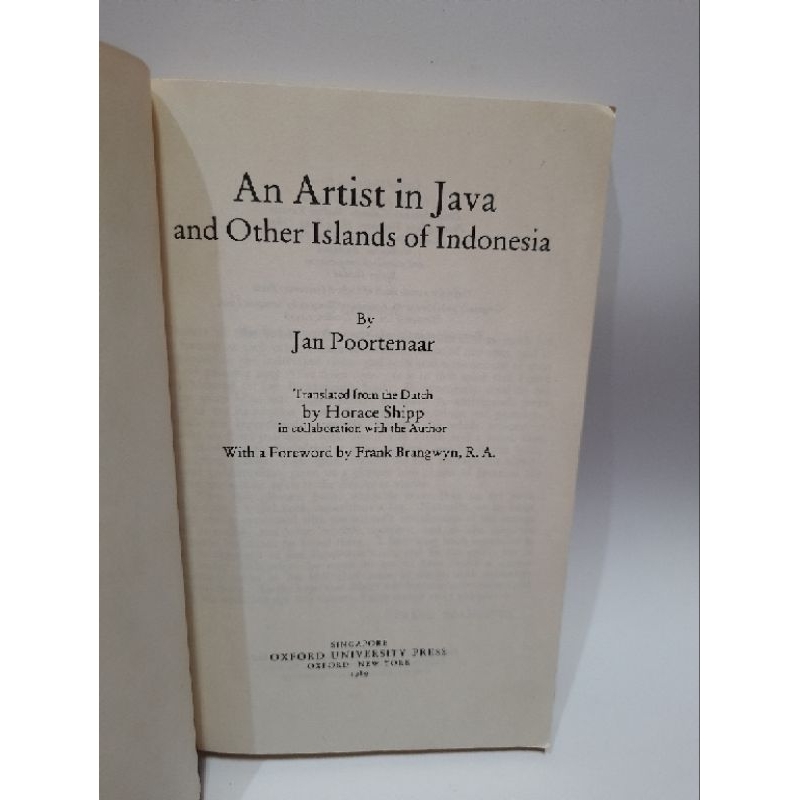 An Artist in Java
and Other Islands of Indonesia
By
Jan Poortenaar
Translated from the Dutch
by Horace Shipp
in collaboration with the Author
With a Foreword by Frank Brangwyn, R. A.
SINGAPORE
OXFORD UNIVERSITY PRESS
OXFORD NEW YORK
1989